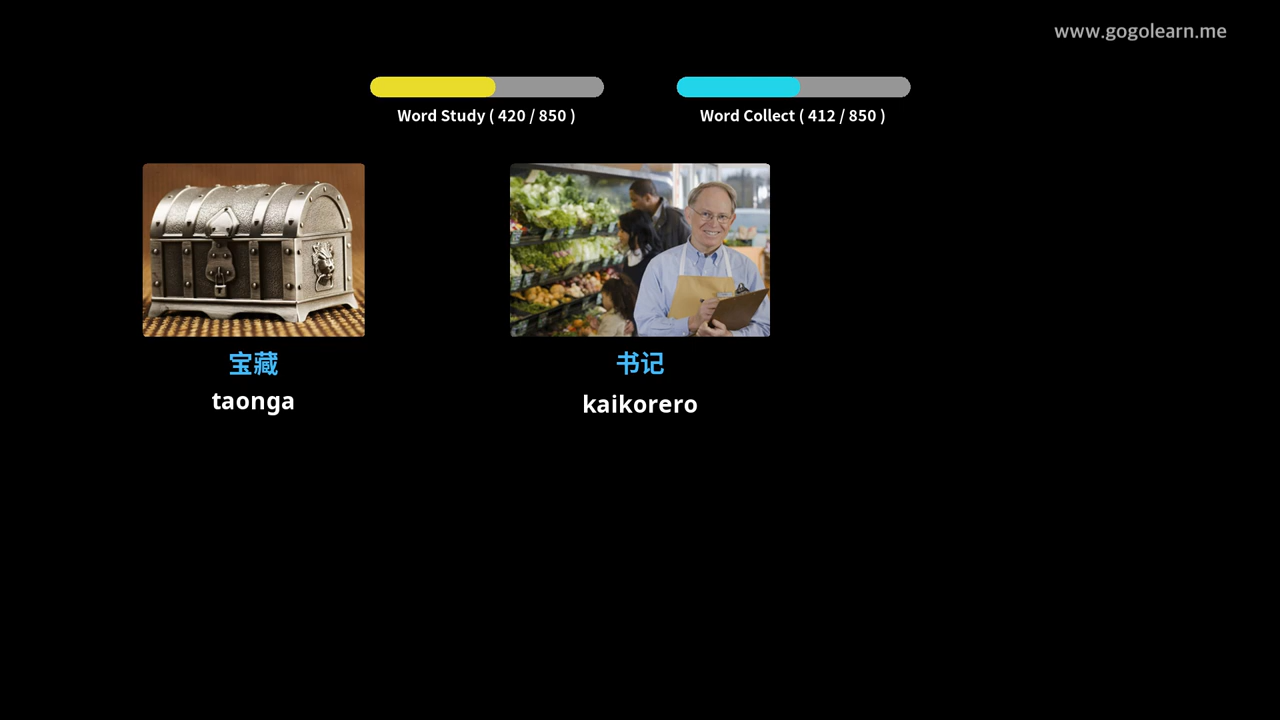 www.gogolearn.me
Word Study ( 420 / 850 )
Word Collect ( 412 / 850 )
宝藏
taonga
书记
kaikorero